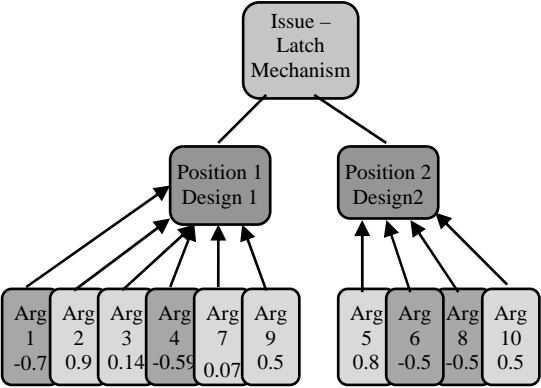 Issue –
Latch
Mechanism
Position 1
Design 1
Position 2
Design2
Arg
1
-0.7
Arg
2
0.9
Arg
3
0.14
Arg
4
-0.59
Arg
7
0.07
Arg
9
0.5
Arg
5
0.8
Arg
6
-0.5
Arg
8
-0.5
Arg
10
0.5